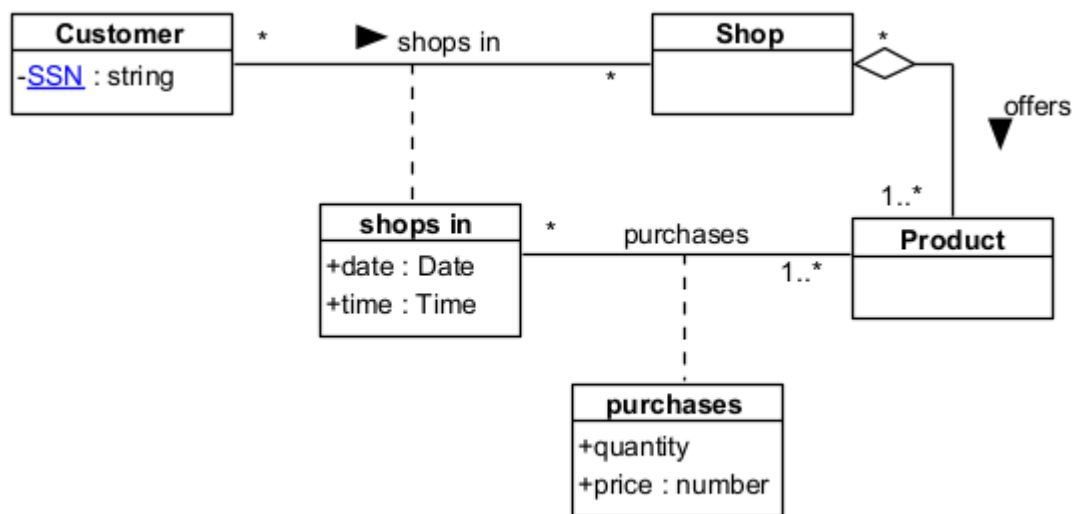 Customer
-SSN : string
*
shops in
*
Shop
*
offers
1..*
shops in
+date : Date
+time : Time
*
purchases
1..*
Product
purchases
+quantity
+price : number